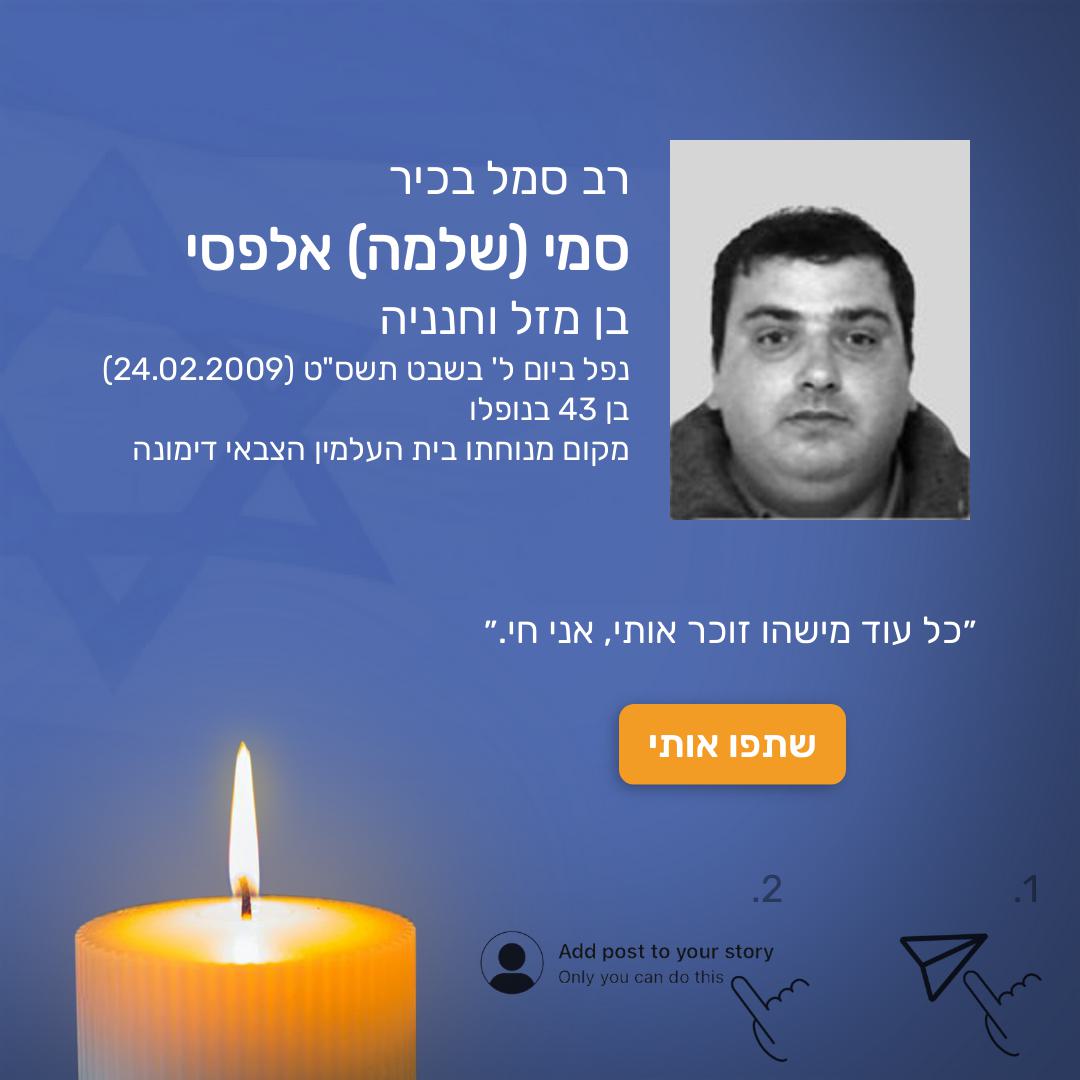 רב סמל בכיר
סמי (שלמה) אלפסי
בן מזל וחנניה
נפל ביום ל' בשבט תשס"ט (24.02.2009)
בן 43 בנופלו
מקום מנוחתו בית העלמין הצבאי דימונה
״כל עוד מישהו זוכר אותי, אני חי.״
שתפו אותי
.1
.2
Add post to your story
Only you can do this